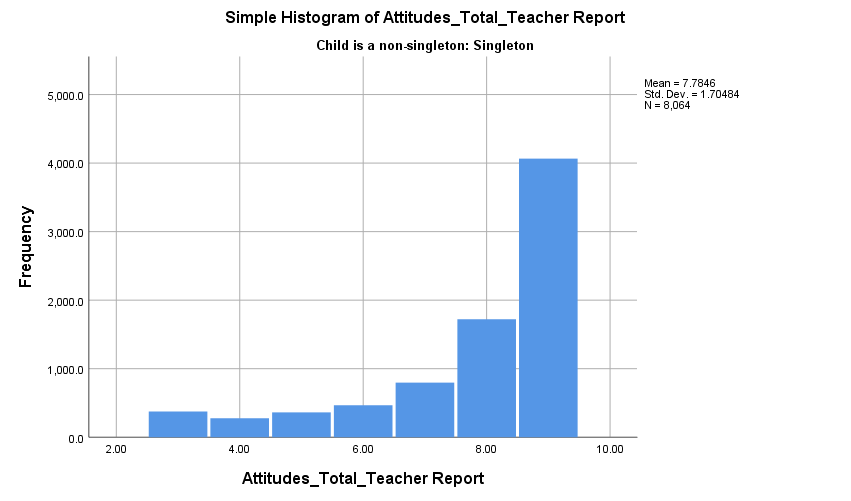 Simple Histogram of Attitudes_Total_Teacher Report
Child is a non-singleton: Singleton
Mean = 7.7846
Std. Dev. = 1.70484
N = 8,064
Frequency
5,000.0
4,000.0
3,000.0
2,000.0
1,000.0
0.0
2.00 4.00 6.00 8.00 10.00
Attitudes_Total_Teacher Report